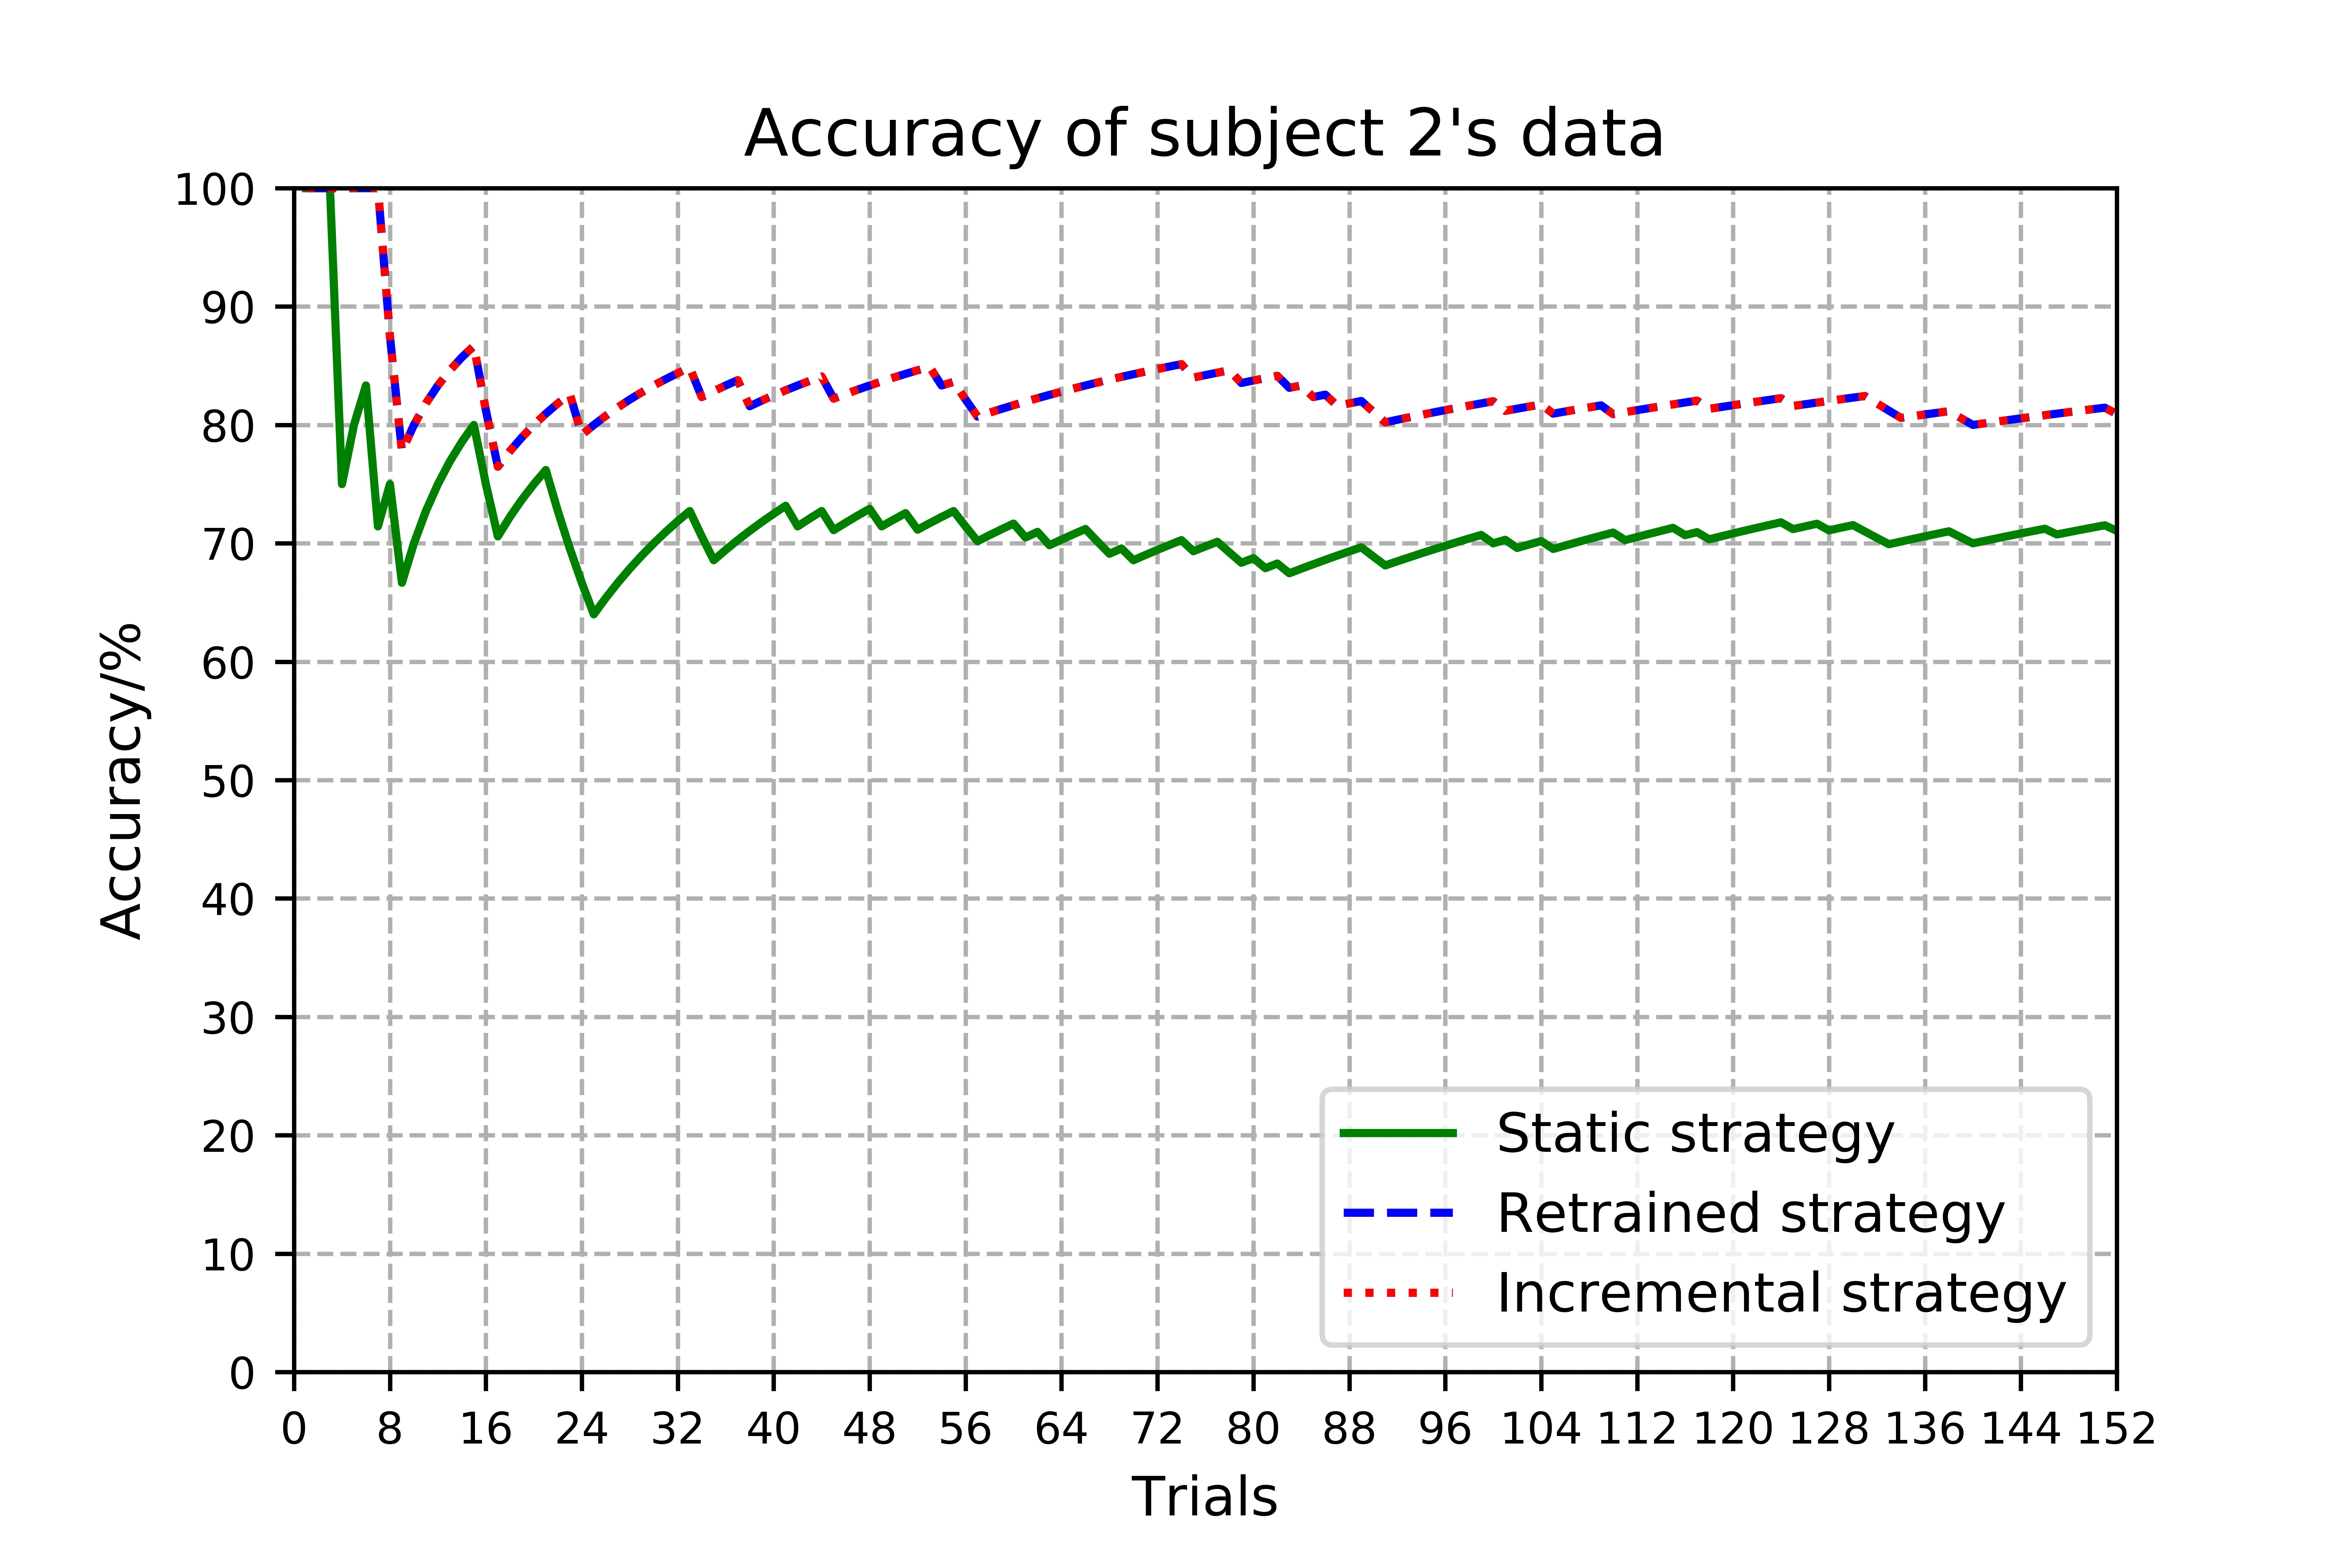 Accuracy of subject 2's data
100
90
80
70
60
50
40
30
20
10
0
Accuracy/%
Static strategy
Retrained strategy
Incremental strategy
0 8 16 24 32 40 48 56 64 72 80 88 96 104 112 120 128 136 144 152
Trials